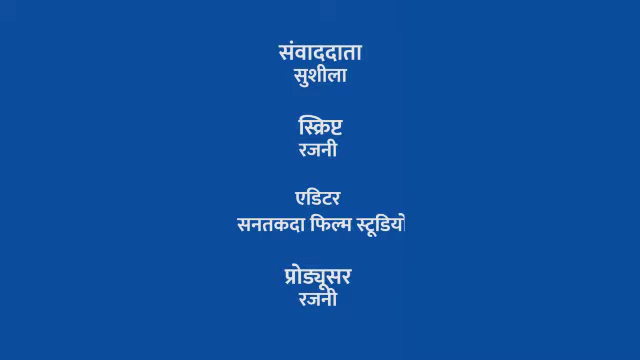 संवाददाता
सुशीला
स्क्रिप्ट
रजनी
एडिटर
सनतकदा फिल्म स्टूडियो
प्रोड्यूसर
रजनी